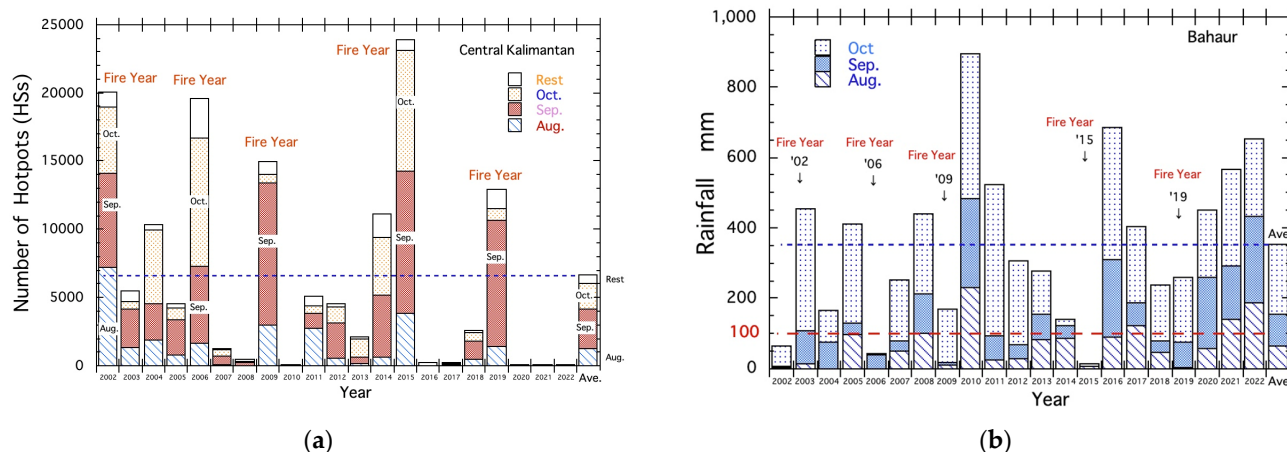 25000
20000
15000
10000
5000
0
Number of Hotpots (HSs)
Central Kalimantan
Rest
Oct.
Sep.
Aug.
Fire Year
Fire Year
Fire Year
Fire Year
Fire Year
Oct.
Sep.
Aug.
Oct.
Sep.
Sep.
Oct.
Sep.
Sep.
Rest
Oct.
Sep.
Aug.
2002 2003 2004 2005 2006 2007 2008 2009 2010 2011 2012 2013 2014 2015 2016 2017 2018 2019 2020 2021 2022 Ave.
Year
(a)
1,000
800
600
400
200
100
0
Rainfall mm
Bahaur
Oct
Sep.
Aug.
Fire Year
'02
↓
Fire Year
'06
↓
Fire Year
'09
↓
Fire Year
'15
↓
Fire Year
'19
↓
Ave
2002 2003 2004 2005 2006 2007 2008 2009 2010 2011 2012 2013 2014 2015 2016 2017 2018 2019 2020 2021 2022 Ave
Year
(b)